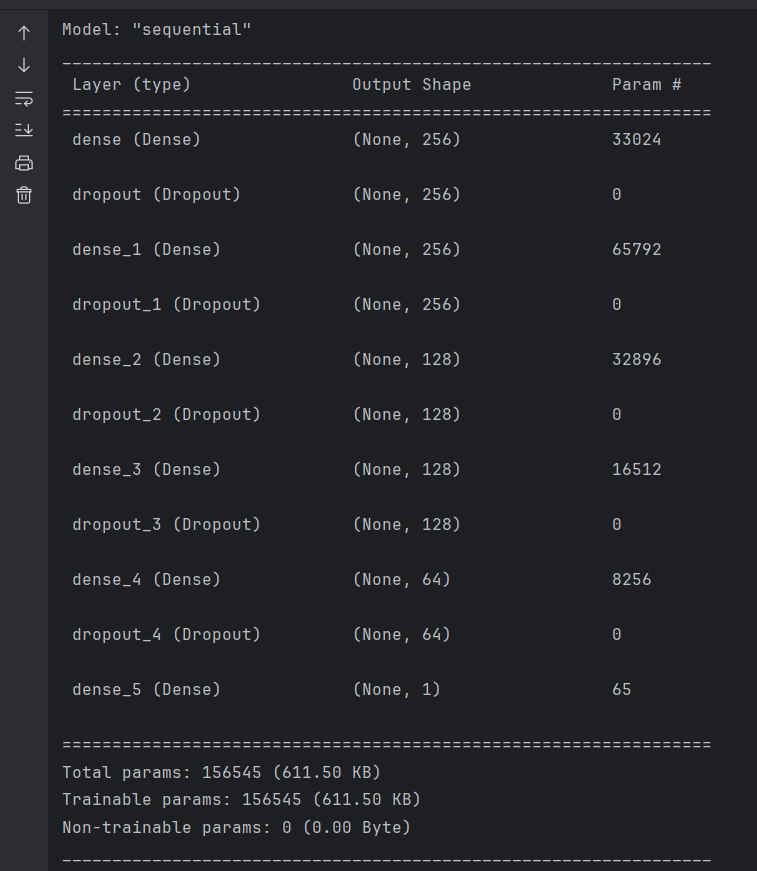 Model: "sequential"
_________________________________________________________________
 Layer (type)                Output Shape              Param #
=================================================================
 dense (Dense)               (None, 256)               33024
 dropout (Dropout)           (None, 256)               0
 dense_1 (Dense)             (None, 256)               65792
 dropout_1 (Dropout)         (None, 256)               0
 dense_2 (Dense)             (None, 128)               32896
 dropout_2 (Dropout)         (None, 128)               0
 dense_3 (Dense)             (None, 128)               16512
 dropout_3 (Dropout)         (None, 128)               0
 dense_4 (Dense)             (None, 64)                8256
 dropout_4 (Dropout)         (None, 64)                0
 dense_5 (Dense)             (None, 1)                 65
=================================================================
Total params: 156545 (611.50 KB)
Trainable params: 156545 (611.50 KB)
Non-trainable params: 0 (0.00 Byte)
_________________________________________________________________